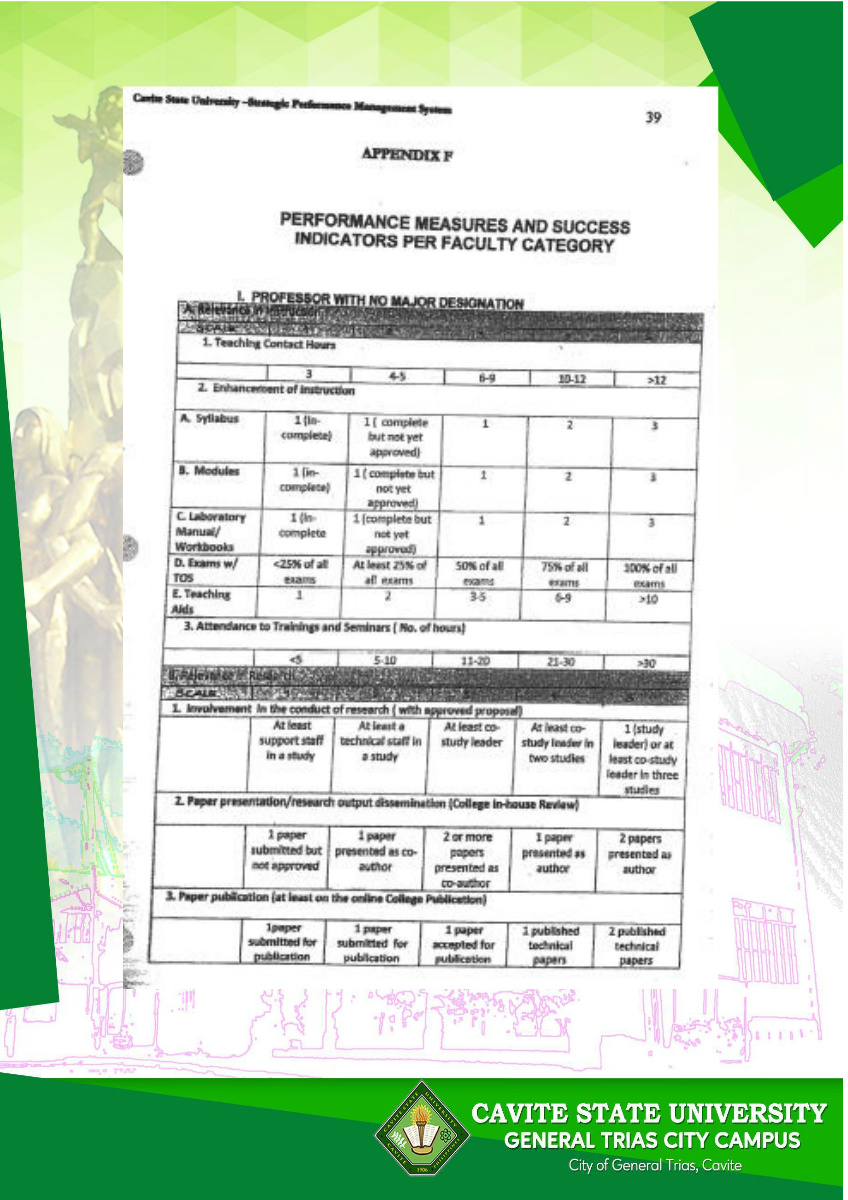 Cavite State University –Strategic Performance Management System
39
APPENDIX F
PERFORMANCE MEASURES AND SUCCESS
INDICATORS PER FACULTY CATEGORY
I. PROFESSOR WITH NO MAJOR DESIGNATION
A. Relevance in Instruction
SCALE
1. Teaching Contact Hours
3 4-5 6-9 10-12 >12
2. Enhancement of Instruction
A. Syllabus 1 (in- 1 ( complete 1 2 3
complete) but not yet
approved)
B. Modules 1 (in- 1 ( complete but 1 2 3
complete) not yet
approved)
C. Laboratory 1 (in- 1 (complete but 1 2 3
Manual/ complete not yet
Workbooks approved)
D. Exams w/ <25% of all At least 25% of 50% of all 75% of all 100% of all
TOS exams all exams exams exams exams
E. Teaching 1 2 3-5 6-9 >10
Aids
3. Attendance to Trainings and Seminars ( No. of hours)
<5 5-10 11-20 21-30 >30
B. Relevance Research
SCALE
1. Involvement in the conduct of research ( with approved proposal)
At least At least a At least co- At least co- 1 (study
support staff technical staff in study leader study leader in leader) or at
in a study a study two studies least co-study
leader in three
studies
2. Paper presentation/research output dissemination (College In-house Review)
1 paper 1 paper 2 or more 1 paper 2 papers
submitted but presented as co- papers presented as presented as
not approved author presented as author author
co-author
3. Paper publication (at least on the online College Publication)
1paper 1 paper 1 paper 1 published 2 published
submitted for submitted for accepted for technical technical
publication publication publication papers papers
CAVITE STATE UNIVERSITY
GENERAL TRIAS CITY CAMPUS
City of General Trias, Cavite